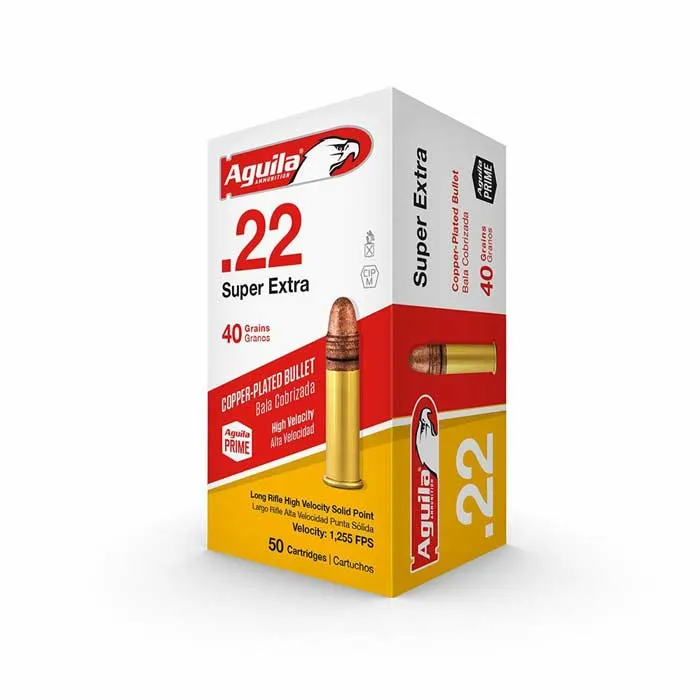 Aguila®
AMMUNITION
.22
Super Extra
CIP
M
40 Grains
Granos
COPPER-PLATED BULLET
Bala Cobrizada
High Velocity
Alta Velocidad
Aguila
PRIME
Long Rifle High Velocity Solid Point
Largo Rifle Alta Velocidad Punta Sólida
Velocity: 1,255 FPS
50 Cartridges | Cartuchos
Super Extra
Copper-Plated Bullet
Bala Cobrizada
40 Grains
Granos
Aguila
PRIME
Aguila®
AMMUNITION
.22